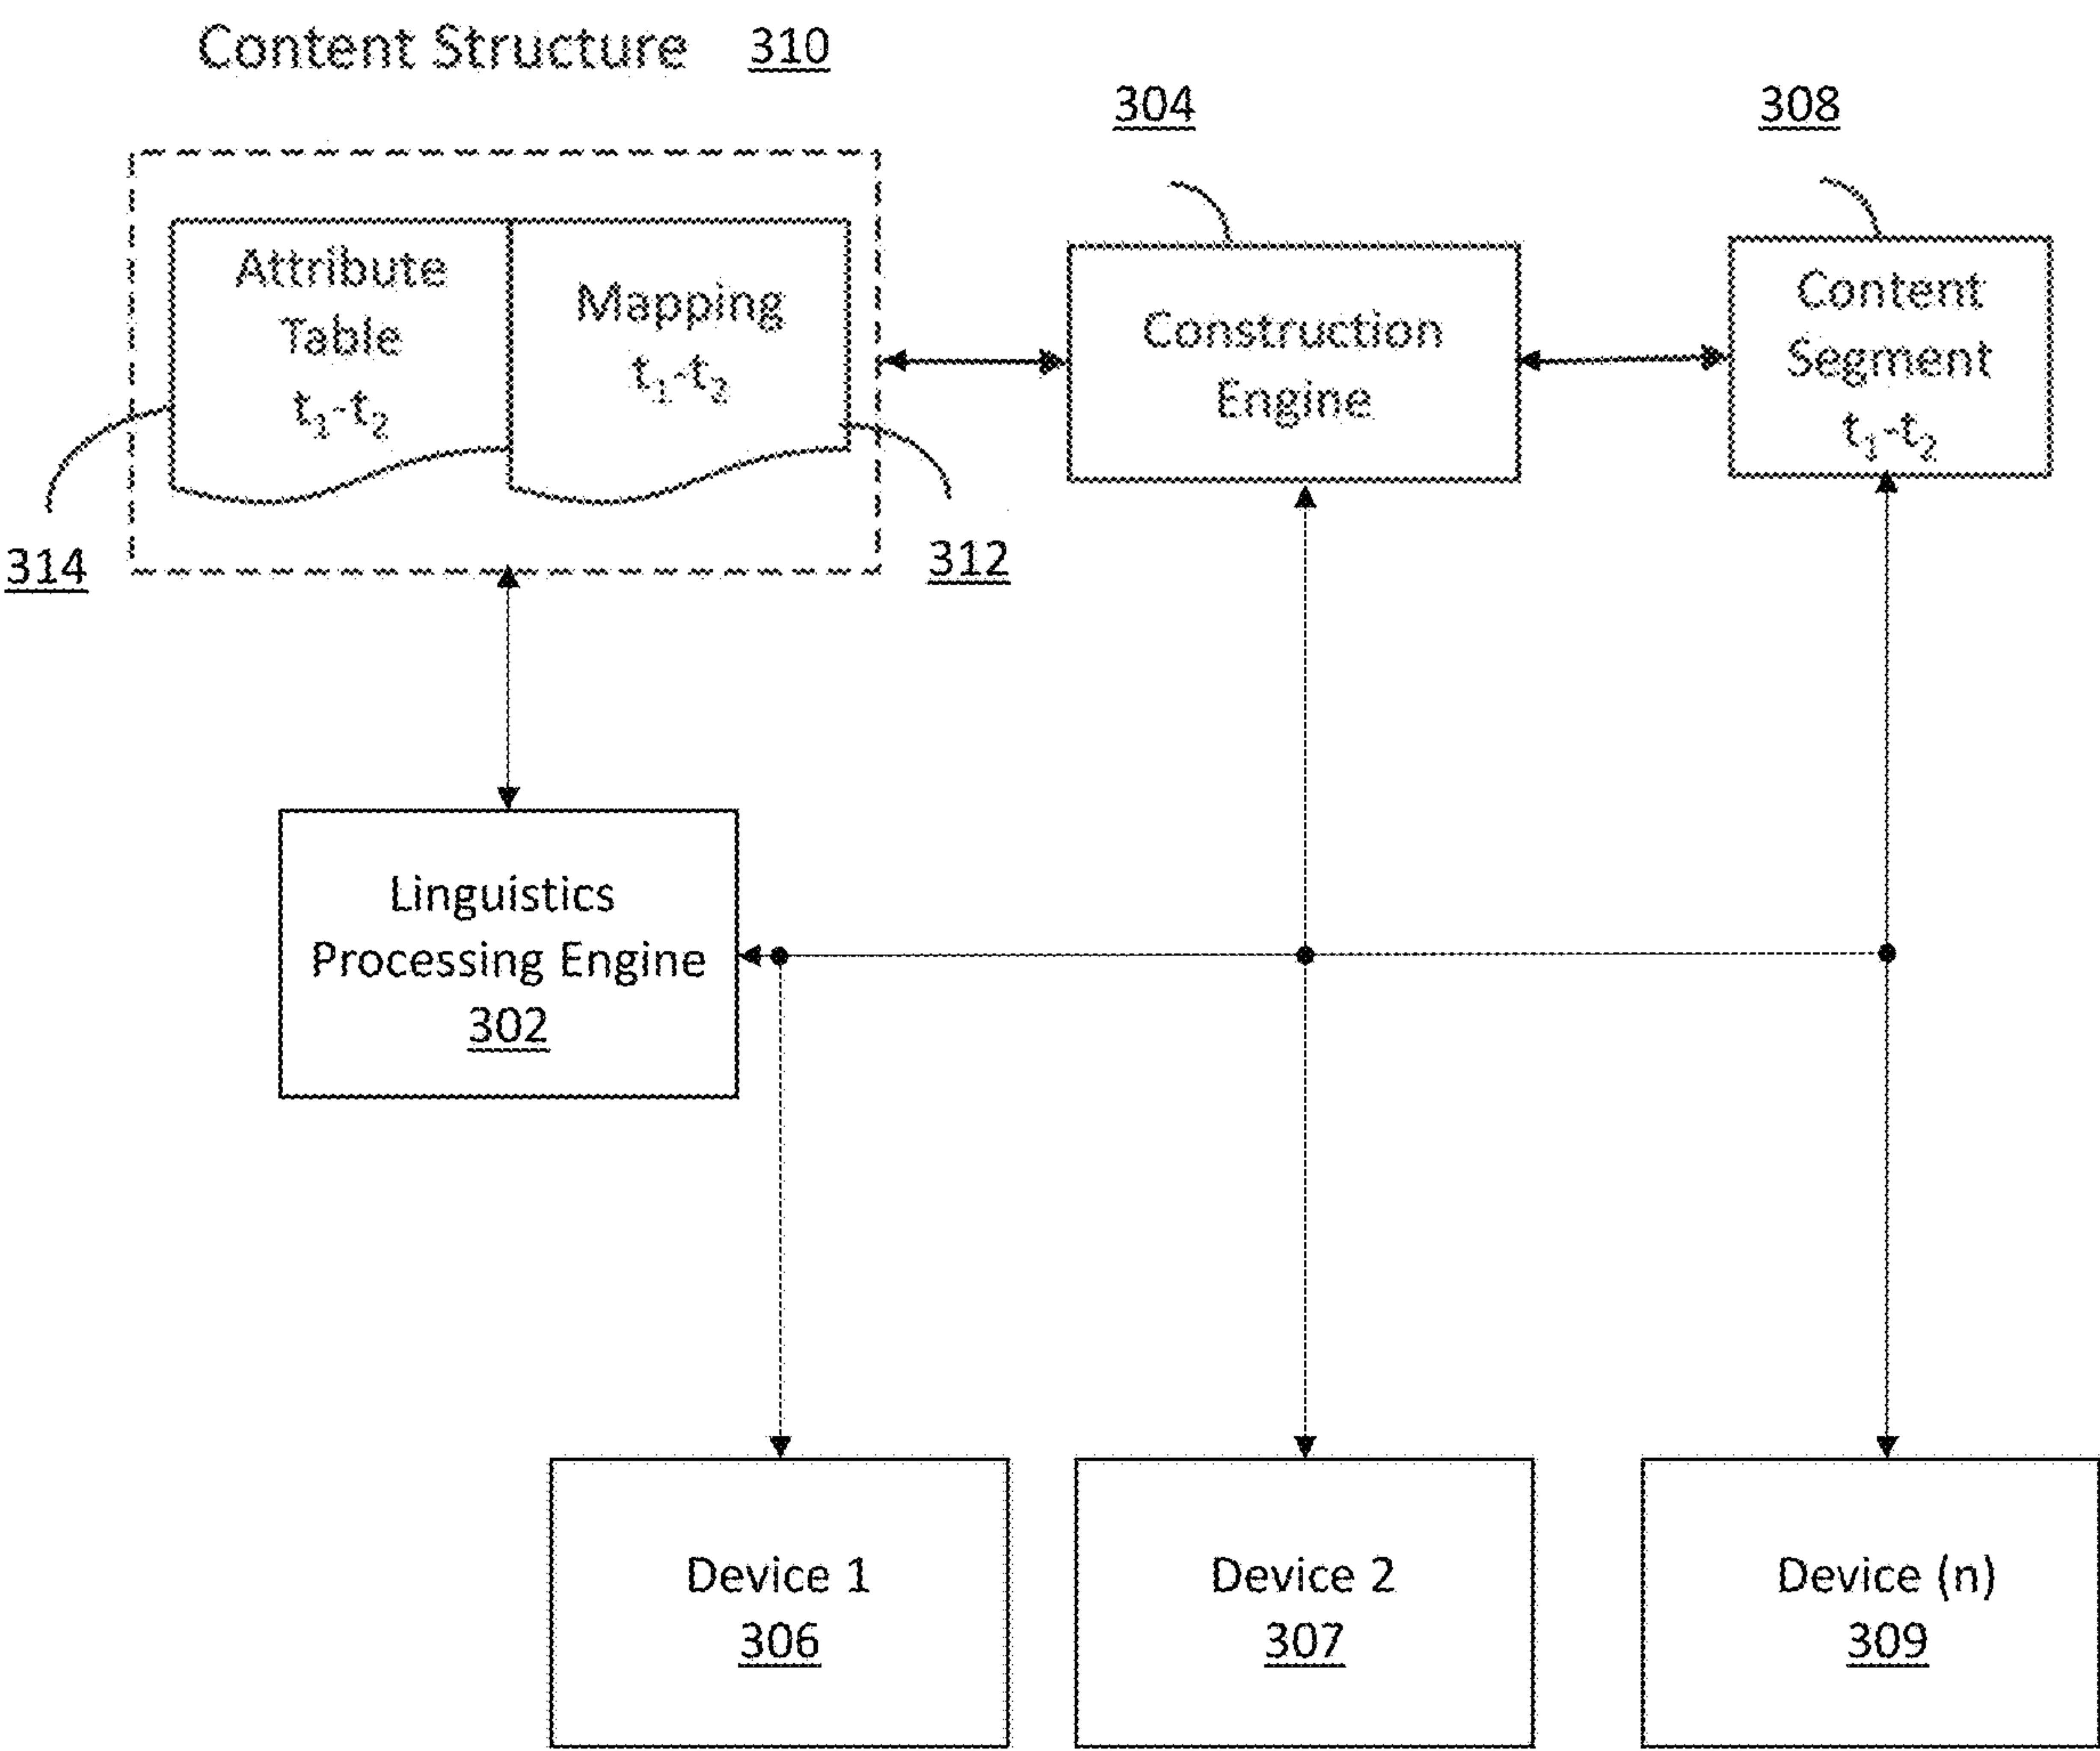 Content Structure 310
304
308
Attribute
Table
t₁-t₂
Mapping
t₁-t₂
Construction
Engine
Content
Segment
t₁-t₂
314
312
Linguistics
Processing Engine
302
Device 1
306
Device 2
307
Device (n)
309